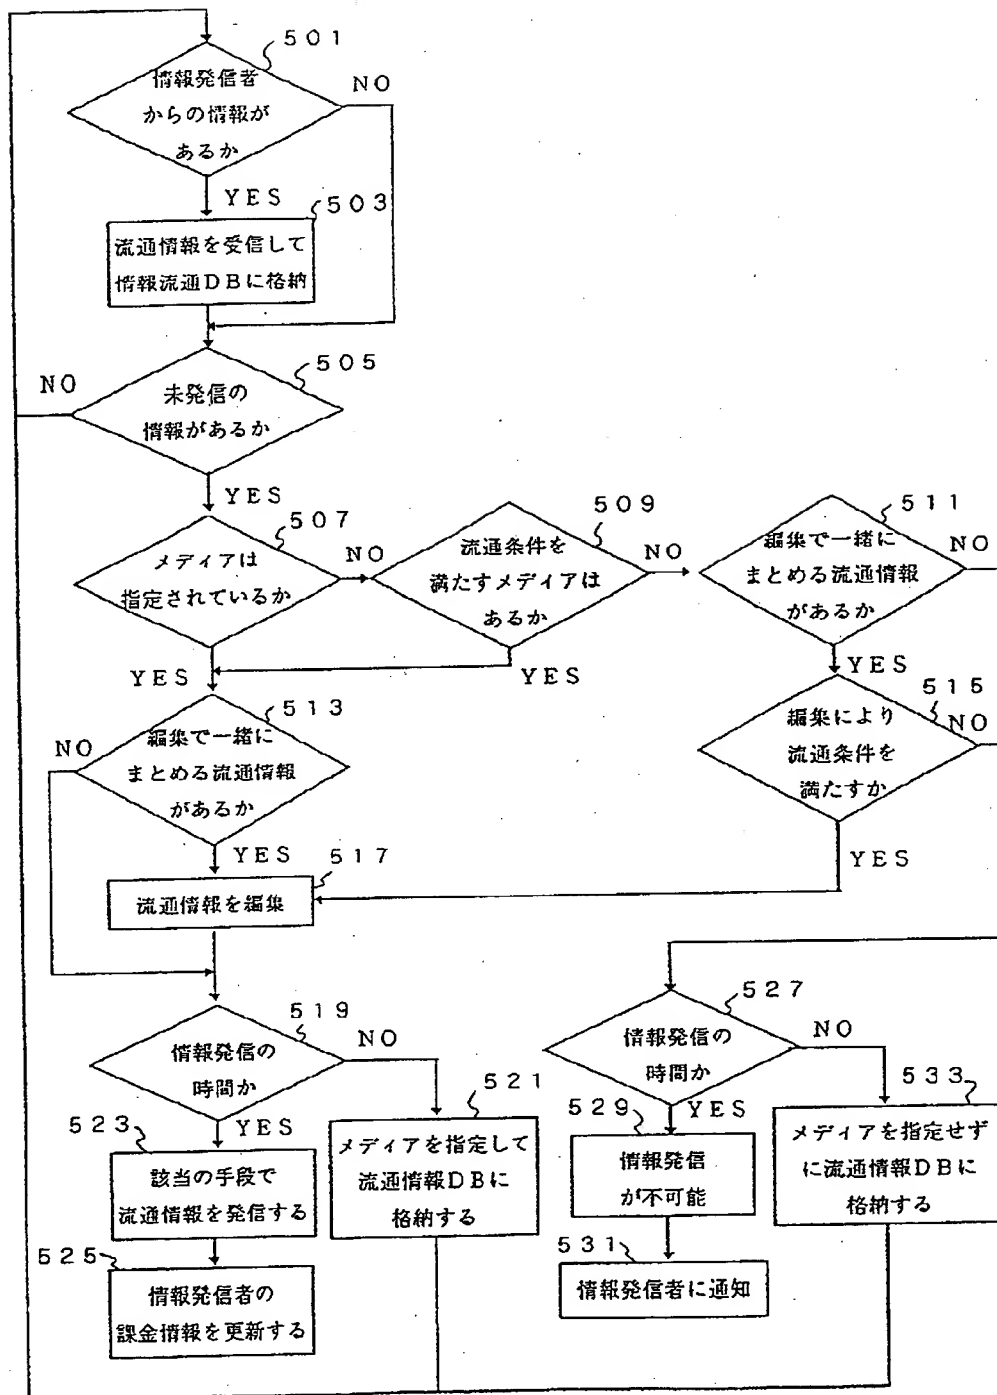 501
情報発信者
からの情報が
あるか
NO
YES
503
流通情報を受信して
情報流通DBに格納
505
NO
未発信の
情報があるか
YES
507
メディアは
指定されているか
NO
YES
509
流通条件を
満たすメディアは
あるか
NO
YES
511
編集で一緒に
まとめる流通情報
があるか
NO
YES
513
NO
編集で一緒に
まとめる流通情報
があるか
YES
515
編集により
流通条件を
満たすか
NO
YES
517
流通情報を編集
519
情報発信の
時間か
NO
YES
521
メディアを指定して
流通情報DBに
格納する
523
該当の手段で
流通情報を発信する
525
情報発信者の
課金情報を更新する
527
情報発信の
時間か
NO
YES
529
情報発信
が不可能
531
情報発信者に通知
533
メディアを指定せず
に流通情報DBに
格納する